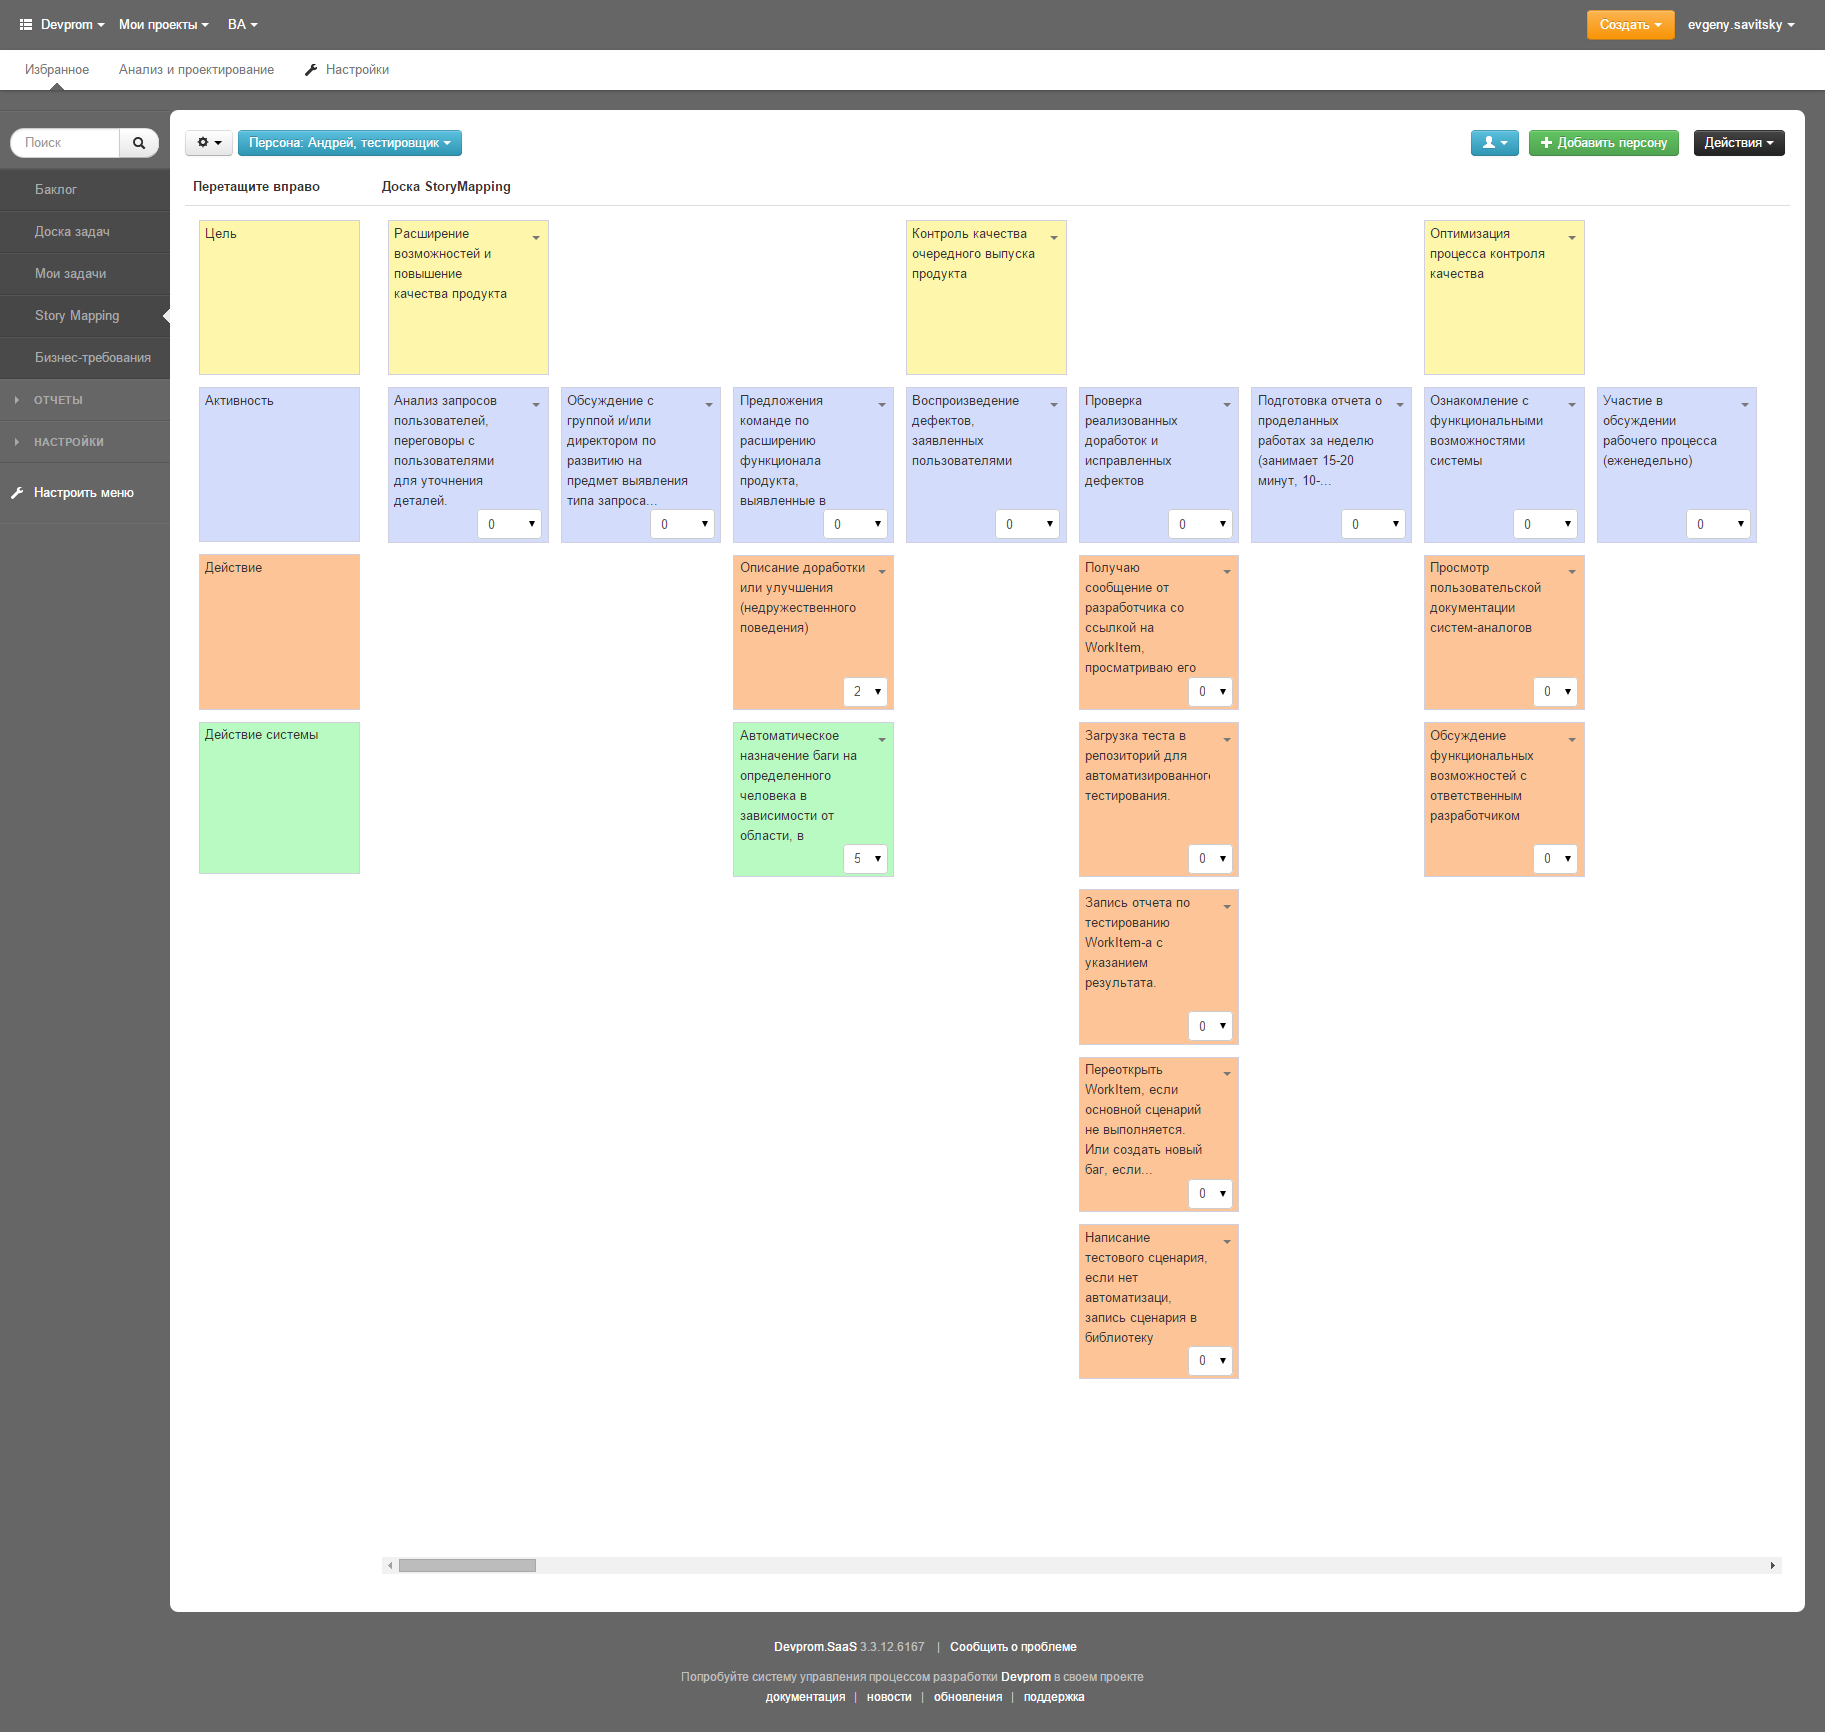 Devprom Мои проекты BA Создать evgeny.savitsky
Избранное Анализ и проектирование Настройки
Поиск
Баклог
Доска задач
Мои задачи
Story Mapping
Бизнес-требования
ОТЧЕТЫ
НАСТРОЙКИ
Настроить меню
Персона: Андрей, тестировщик Добавить персону Действия
Перетащите вправо Доска StoryMapping
Цель
Расширение
возможностей и
повышение
качества продукта
Контроль качества
очередного выпуска
продукта
Оптимизация
процесса контроля
качества
Активность
Анализ запросов
пользователей,
переговоры с
пользователями
для уточнения
деталей.
0
Обсуждение с
группой и/или
директором по
развитию на
предмет выявления
типа запроса...
0
Предложения
команде по
расширению
функционала
продукта,
выявленные в
0
Воспроизведение
дефектов,
заявленных
пользователями
0
Проверка
реализованных
доработок и
исправленных
дефектов
0
Подготовка отчета о
проделанных
работах за неделю
(занимает 15-20
минут, 10-...
0
Ознакомление с
функциональными
возможностями
системы
0
Участие в
обсуждении
рабочего процесса
(еженедельно)
0
Действие
Описание доработки
или улучшения
(недружественного
поведения)
2
Получаю
сообщение от
разработчика со
ссылкой на
WorkItem,
просматриваю его
0
Просмотр
пользовательской
документации
систем-аналогов
0
Действие системы
Автоматическое
назначение баги на
определенного
человека в
зависимости от
области, в
5
Загрузка теста в
репозиторий для
автоматизированного
тестирования.
0
Обсуждение
функциональных
возможностей с
ответственным
разработчиком
0
Запись отчета по
тестированию
WorkItem-а с
указанием
результата.
0
Переоткрыть
WorkItem, если
основной сценарий
не выполняется.
Или создать новый
баг, если...
0
Написание
тестового сценария,
если нет
автоматизаци,
запись сценария в
библиотеку
0
Devprom.SaaS 3.3.12.6167 | Сообщить о проблеме
Попробуйте систему управления процессом разработки Devprom в своем проекте
документация | новости | обновления | поддержка